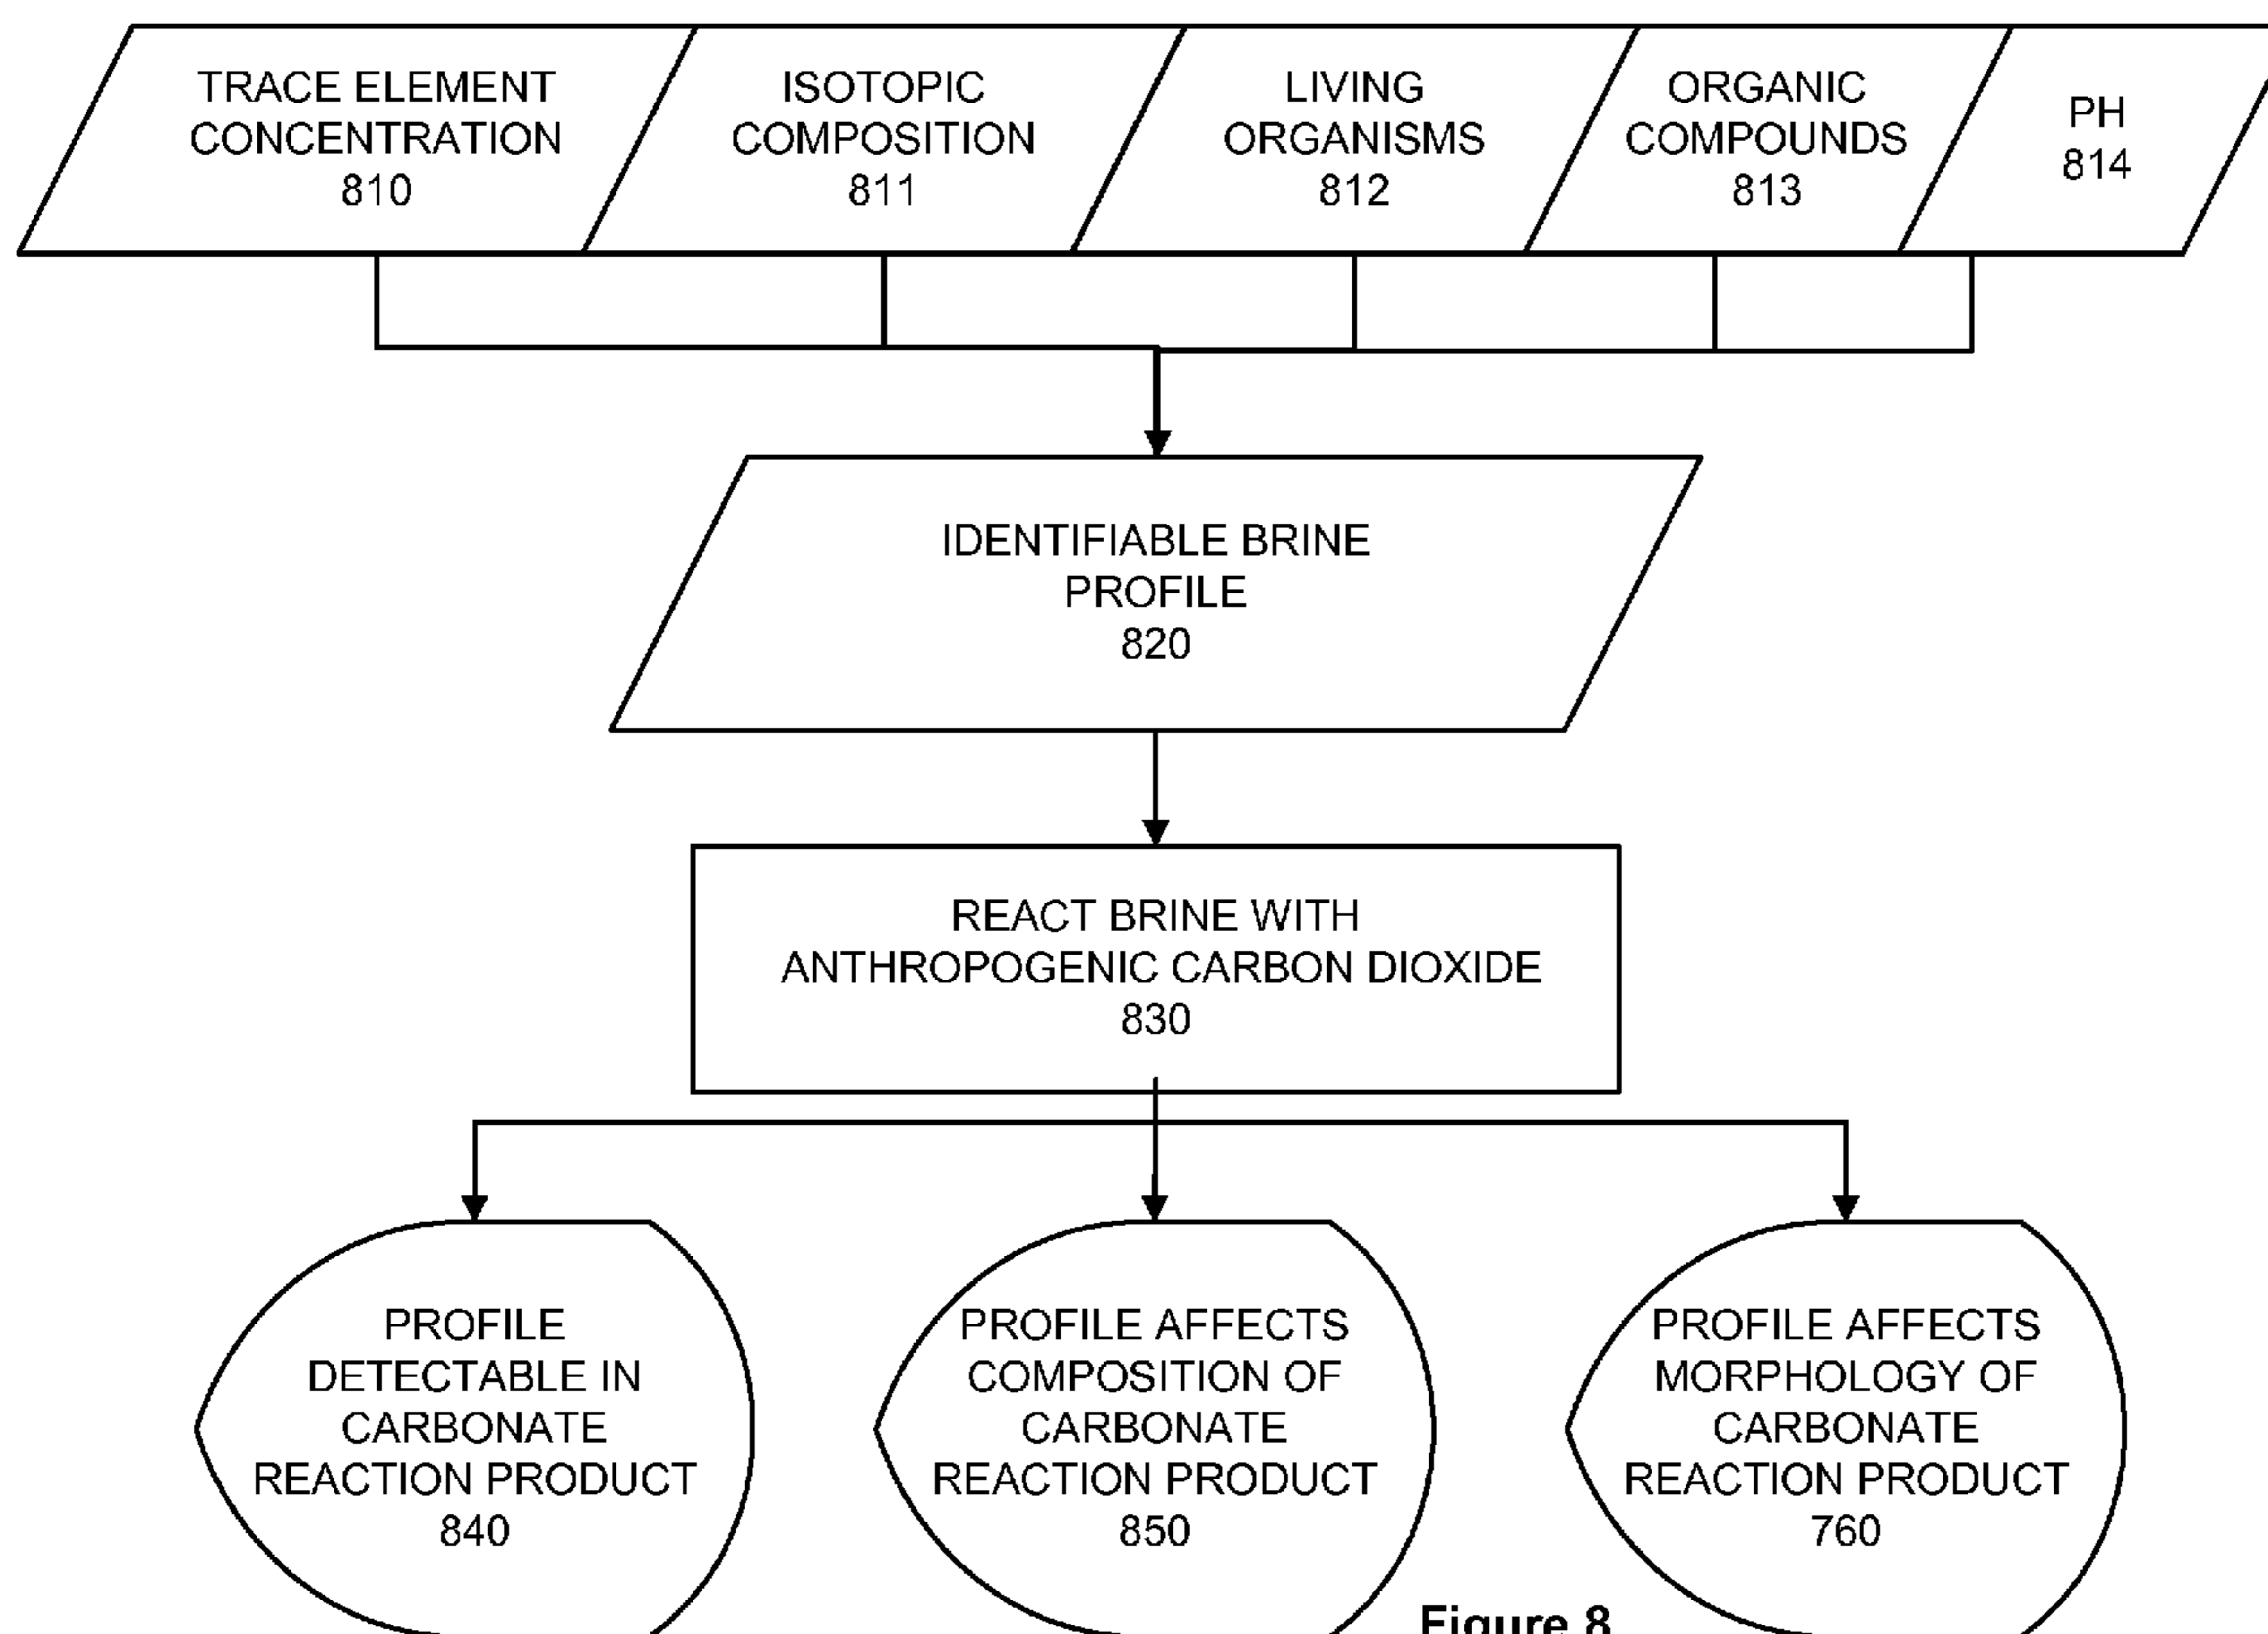 TRACE ELEMENT
CONCENTRATION
810
ISOTOPIC
COMPOSITION
811
LIVING
ORGANISMS
812
ORGANIC
COMPOUNDS
813
PH
814
IDENTIFIABLE BRINE
PROFILE
820
REACT BRINE WITH
ANTHROPOGENIC CARBON DIOXIDE
830
PROFILE
DETECTABLE IN
CARBONATE
REACTION PRODUCT
840
PROFILE AFFECTS
COMPOSITION OF
CARBONATE
REACTION PRODUCT
850
PROFILE AFFECTS
MORPHOLOGY OF
CARBONATE
REACTION PRODUCT
760
Figure 8